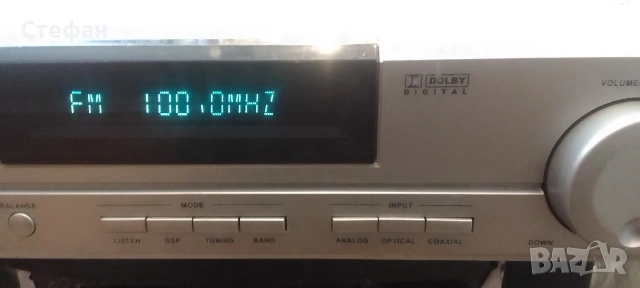 Стефан
FM 100.0MHZ
DOLBY
DIGITAL
VOLUME
BALANCE
MODE
INPUT
LISTEN DSP TUNING BAND
ANALOG OPTICAL COAXIAL
DOWN
BAZAR
bg